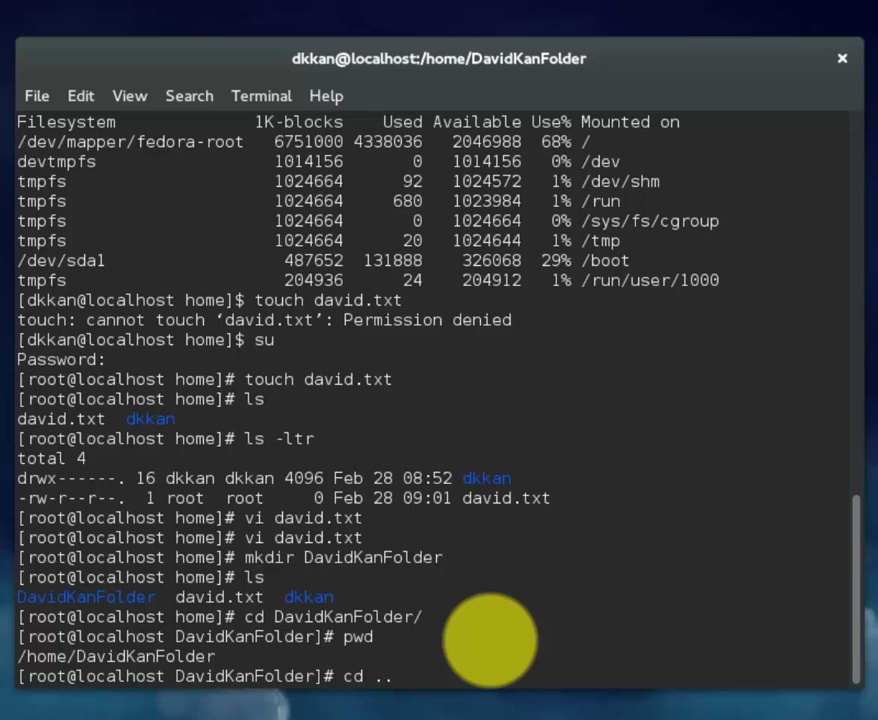 dkkan@localhost:/home/DavidKanFolder ×
File Edit View Search Terminal Help
Filesystem 1K-blocks Used Available Use% Mounted on
/dev/mapper/fedora-root 6751000 4338036 2046988 68% /
devtmpfs 1014156 0 1014156 0% /dev
tmpfs 1024664 92 1024572 1% /dev/shm
tmpfs 1024664 680 1023984 1% /run
tmpfs 1024664 0 1024664 0% /sys/fs/cgroup
tmpfs 1024664 20 1024644 1% /tmp
/dev/sda1 487652 131888 326068 29% /boot
tmpfs 204936 24 204912 1% /run/user/1000
[dkkan@localhost home]$ touch david.txt
touch: cannot touch ‘david.txt’: Permission denied
[dkkan@localhost home]$ su
Password:
[root@localhost home]# touch david.txt
[root@localhost home]# ls
david.txt dkkan
[root@localhost home]# ls -ltr
total 4
drwx------. 16 dkkan dkkan 4096 Feb 28 08:52 dkkan
-rw-r--r--. 1 root root 0 Feb 28 09:01 david.txt
[root@localhost home]# vi david.txt
[root@localhost home]# vi david.txt
[root@localhost home]# mkdir DavidKanFolder
[root@localhost home]# ls
DavidKanFolder david.txt dkkan
[root@localhost home]# cd DavidKanFolder/
[root@localhost DavidKanFolder]# pwd
/home/DavidKanFolder
[root@localhost DavidKanFolder]# cd ..